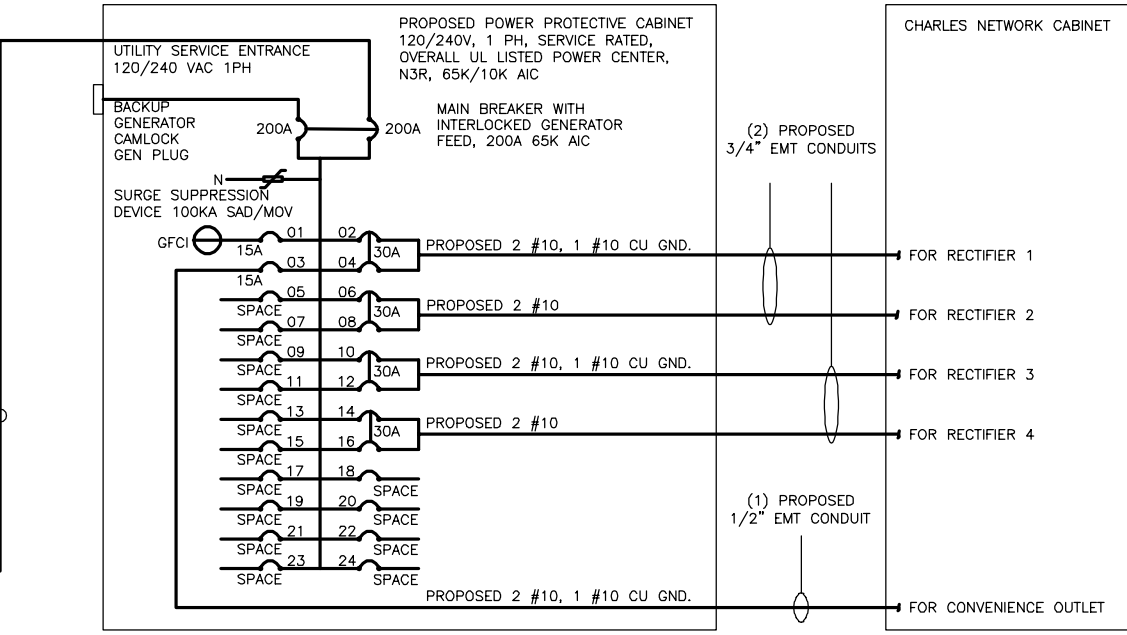 PROPOSED POWER PROTECTIVE CABINET
120/240V, 1 PH, SERVICE RATED,
OVERALL UL LISTED POWER CENTER,
N3R, 65K/10K AIC
CHARLES NETWORK CABINET
UTILITY SERVICE ENTRANCE
120/240 VAC 1PH
BACKUP
GENERATOR
CAMLOCK
GEN PLUG
200A
200A
MAIN BREAKER WITH
INTERLOCKED GENERATOR
FEED, 200A 65K AIC
(2) PROPOSED
3/4" EMT CONDUITS
N
SURGE SUPPRESSION
DEVICE 100KA SAD/MOV
GFCI
15A
01
02
30A
PROPOSED 2 #10, 1 #10 CU GND.
FOR RECTIFIER 1
15A
03
04
SPACE
05
06
30A
PROPOSED 2 #10
FOR RECTIFIER 2
SPACE
07
08
SPACE
09
10
30A
PROPOSED 2 #10, 1 #10 CU GND.
FOR RECTIFIER 3
SPACE
11
12
SPACE
13
14
30A
PROPOSED 2 #10
FOR RECTIFIER 4
SPACE
15
16
SPACE
17
18
SPACE
SPACE
19
20
SPACE
SPACE
21
22
SPACE
SPACE
23
24
SPACE
(1) PROPOSED
1/2" EMT CONDUIT
PROPOSED 2 #10, 1 #10 CU GND.
FOR CONVENIENCE OUTLET